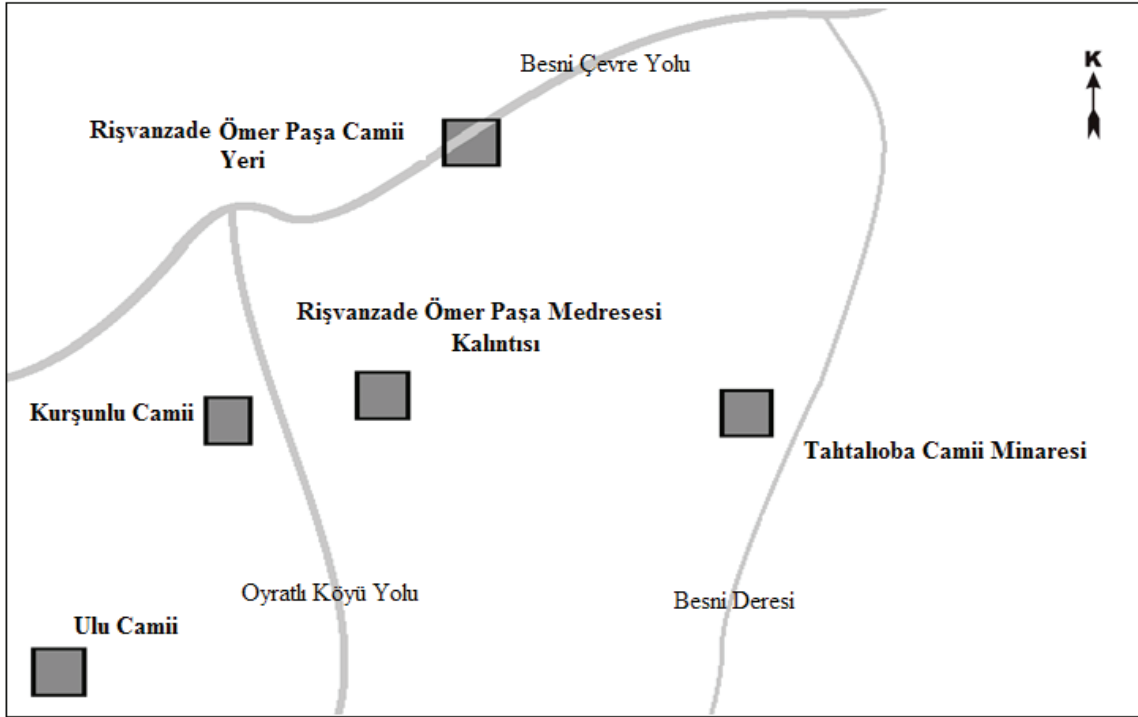 Besni Çevre Yolu
K
Rişvanzade Ömer Paşa Camii
Yeri
Rişvanzade Ömer Paşa Medresesi
Kalıntısı
Kurşunlu Camii
Tahtalıoba Camii Minaresi
Oyratlı Köyü Yolu
Besni Deresi
Ulu Camii